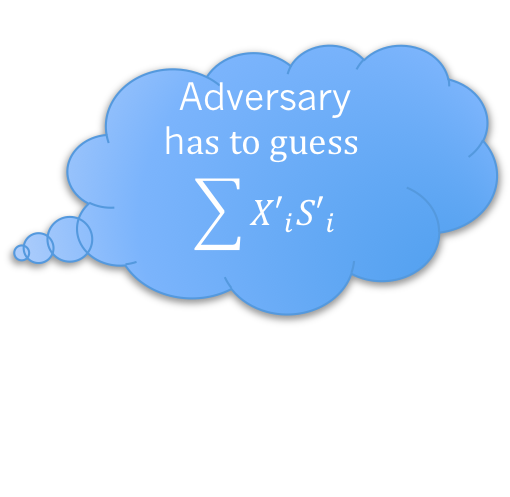 Adversary
has to guess
∑ X′ᵢS′ᵢ